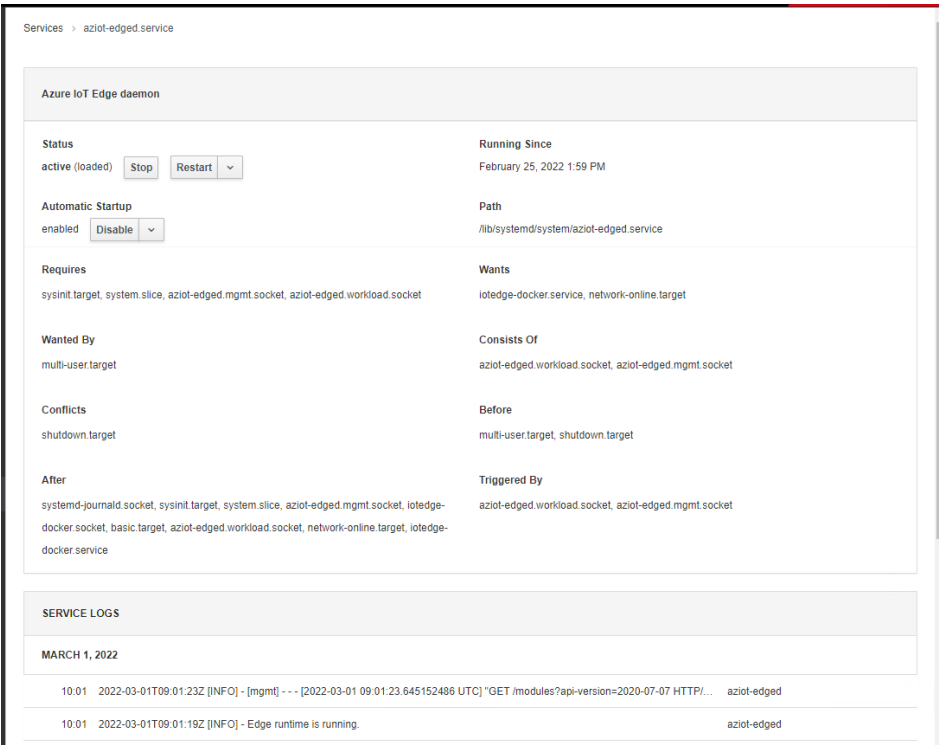 Services > aziot-edged.service
Azure IoT Edge daemon
Status
active (loaded) Stop Restart
Running Since
February 25, 2022 1:59 PM
Automatic Startup
enabled Disable
Path
/lib/systemd/system/aziot-edged.service
Requires
sysinit.target, system.slice, aziot-edged.mgmt.socket, aziot-edged.workload.socket
Wants
iotedge-docker.service, network-online.target
Wanted By
multi-user.target
Consists Of
aziot-edged.workload.socket, aziot-edged.mgmt.socket
Conflicts
shutdown.target
Before
multi-user.target, shutdown.target
After
systemd-journald.socket, sysinit.target, system.slice, aziot-edged.mgmt.socket, iotedge-
docker.socket, basic.target, aziot-edged.workload.socket, network-online.target, iotedge-
docker.service
Triggered By
aziot-edged.workload.socket, aziot-edged.mgmt.socket
SERVICE LOGS
MARCH 1, 2022
10:01 2022-03-01T09:01:23Z [INFO] - [mgmt] - - - [2022-03-01 09:01:23.645152486 UTC] "GET /modules?api-version=2020-07-07 HTTP/... aziot-edged
10:01 2022-03-01T09:01:19Z [INFO] - Edge runtime is running. aziot-edged